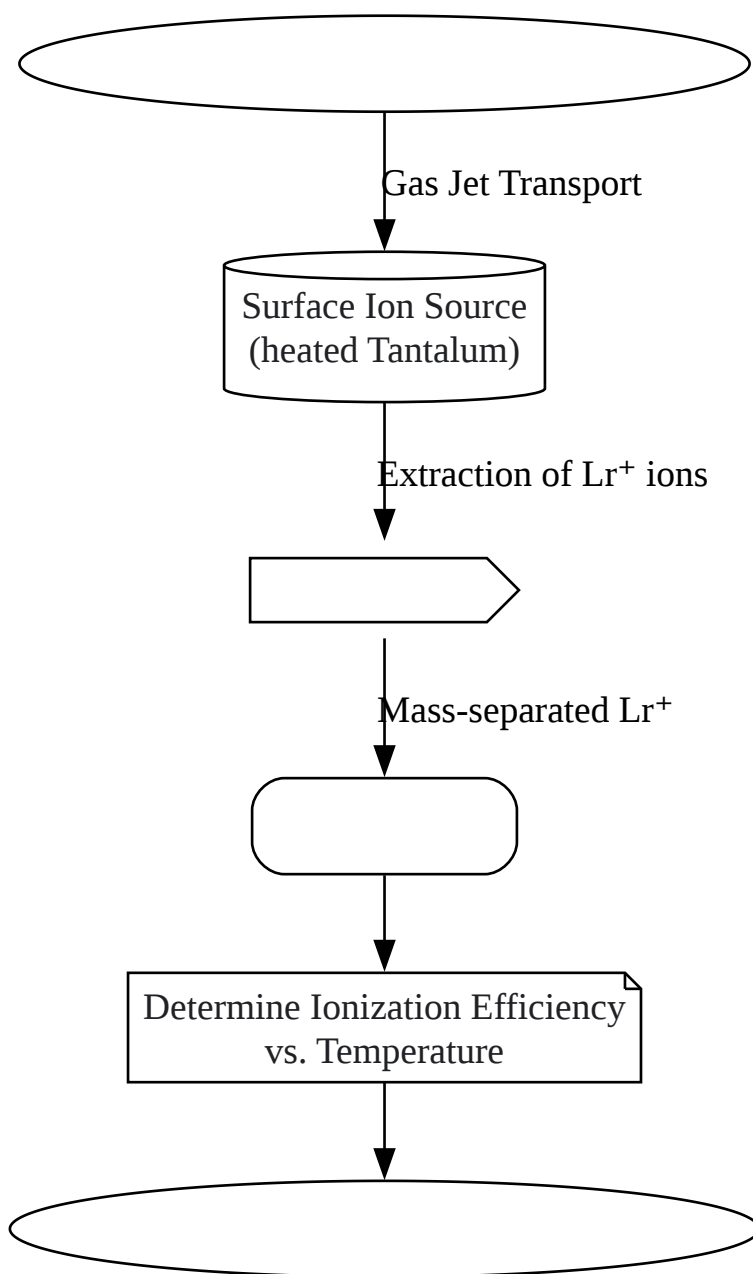 Gas Jet Transport
Surface Ion Source
(heated Tantalum)
Extraction of Lr⁺ ions
Mass-separated Lr⁺
Determine Ionization Efficiency
vs. Temperature